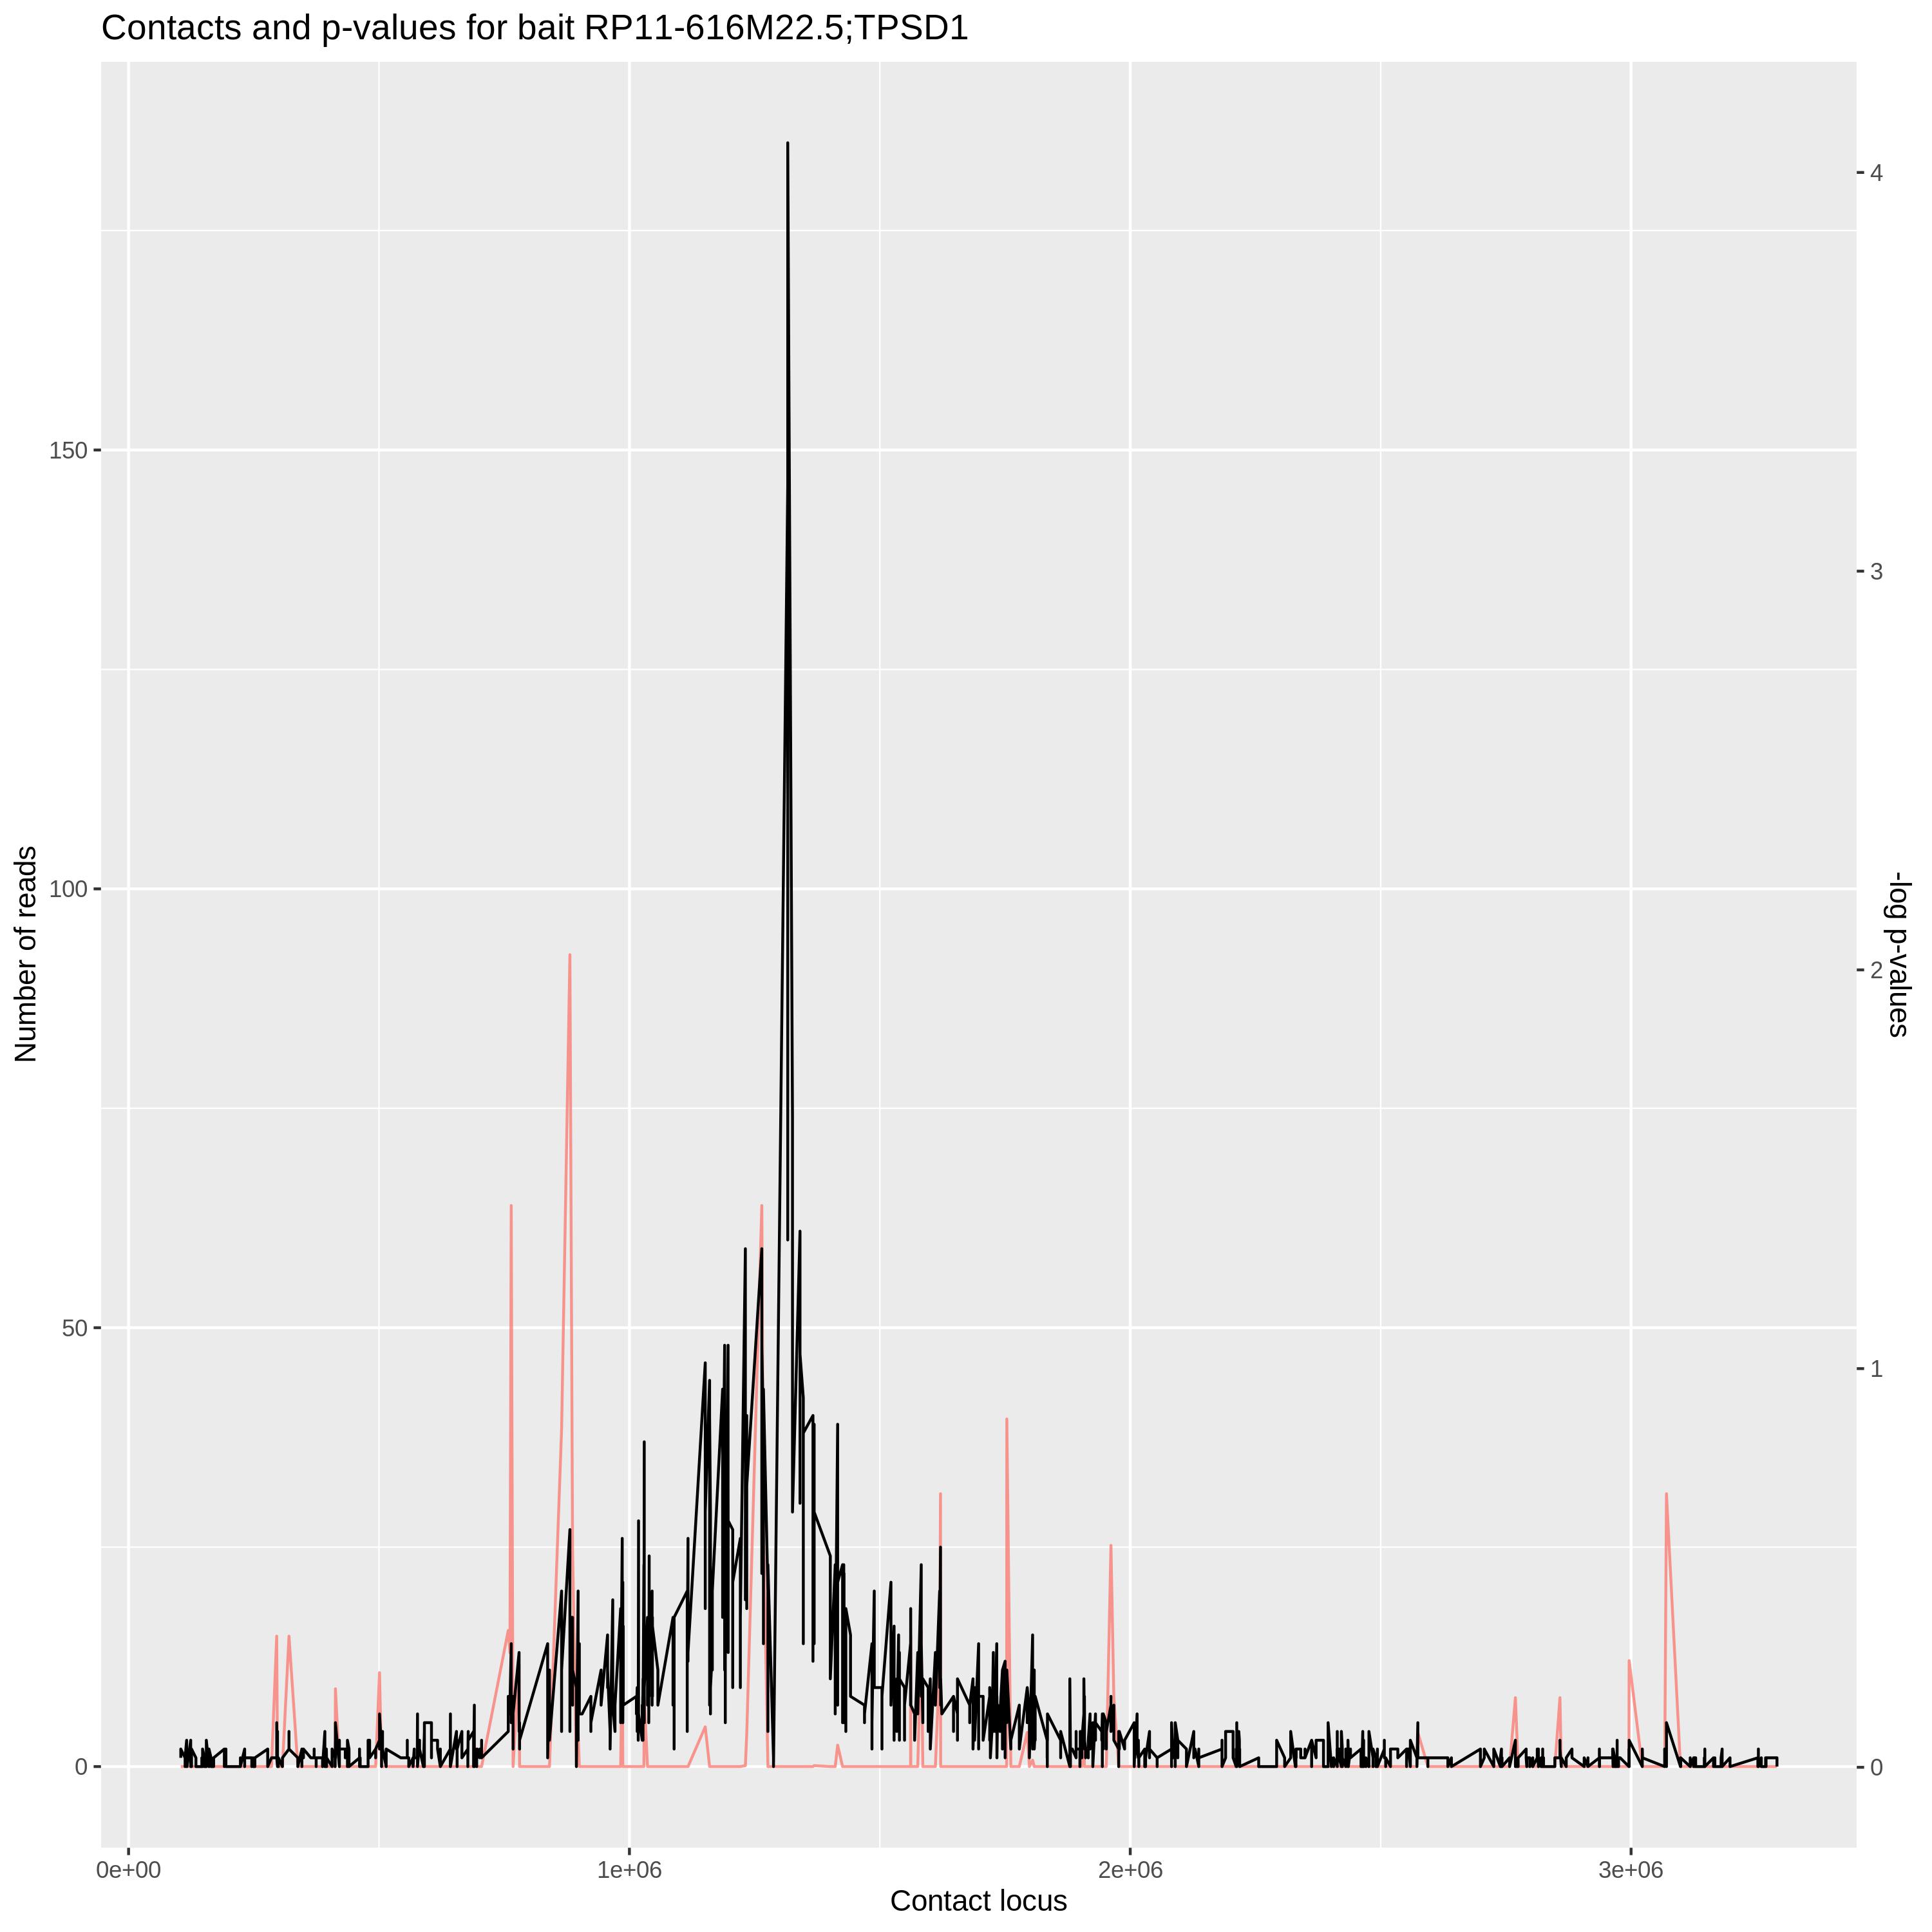 Contacts and p-values for bait RP11-616M22.5;TPSD1
Number of reads
150
100
50
0
4
3
2
1
0
-log p-values
0e+00 1e+06 2e+06 3e+06
Contact locus